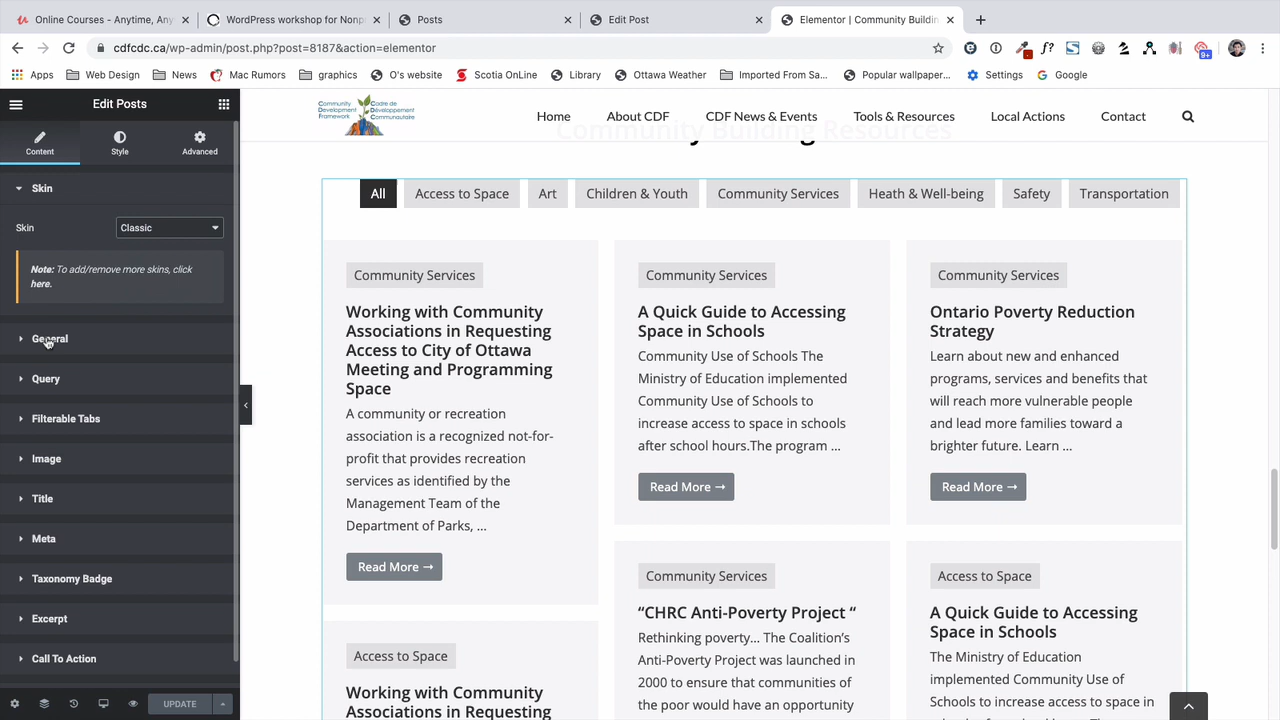 Online Courses - Anytime, Any
WordPress workshop for Nonp
Posts
Edit Post
Elementor | Community Buildin
cdfcdc.ca/wp-admin/post.php?post=8187&action=elementor
9+
Apps
Web Design
News
Mac Rumors
graphics
O's website
Scotia OnLine
Library
Ottawa Weather
Imported From Sa...
Popular wallpaper...
Settings
Google
Edit Posts
Content
Style
Advanced
Skin
Skin
Classic
Note: To add/remove more skins, click
here.
General
Query
Filterable Tabs
Image
Title
Meta
Taxonomy Badge
Excerpt
Call To Action
UPDATE
Community
Development
Framework
Cadre de
Développement
Communautaire
Home
About CDF
CDF News & Events
Tools & Resources
Local Actions
Contact
Community Building Resources
All
Access to Space
Art
Children & Youth
Community Services
Heath & Well-being
Safety
Transportation
Community Services
Working with Community
Associations in Requesting
Access to City of Ottawa
Meeting and Programming
Space
A community or recreation
association is a recognized not-for-
profit that provides recreation
services as identified by the
Management Team of the
Department of Parks, ...
Read More →
Community Services
A Quick Guide to Accessing
Space in Schools
Community Use of Schools The
Ministry of Education implemented
Community Use of Schools to
increase access to space in schools
after school hours.The program ...
Read More →
Community Services
Ontario Poverty Reduction
Strategy
Learn about new and enhanced
programs, services and benefits that
will reach more vulnerable people
and lead more families toward a
brighter future. Learn ...
Read More →
Access to Space
Working with Community
Associations in Requesting
Community Services
“CHRC Anti-Poverty Project “
Rethinking poverty... The Coalition’s
Anti-Poverty Project was launched in
2000 to ensure that communities of
the poor would have an opportunity
Access to Space
A Quick Guide to Accessing
Space in Schools
The Ministry of Education
implemented Community Use of
Schools to increase access to space in